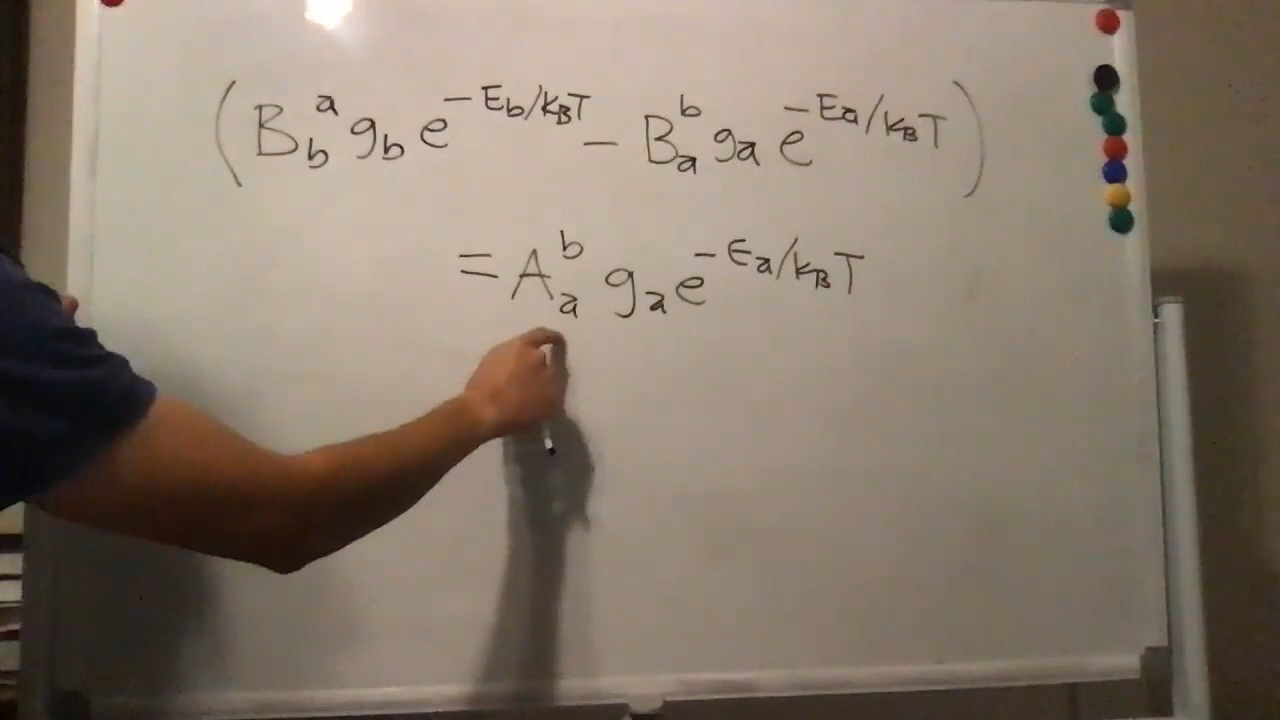 (B_b^a g_b e^{-E_b/k_BT} - B_a^b g_a e^{-E_a/k_BT})
= A_a^b g_a e^{-E_a/k_BT}